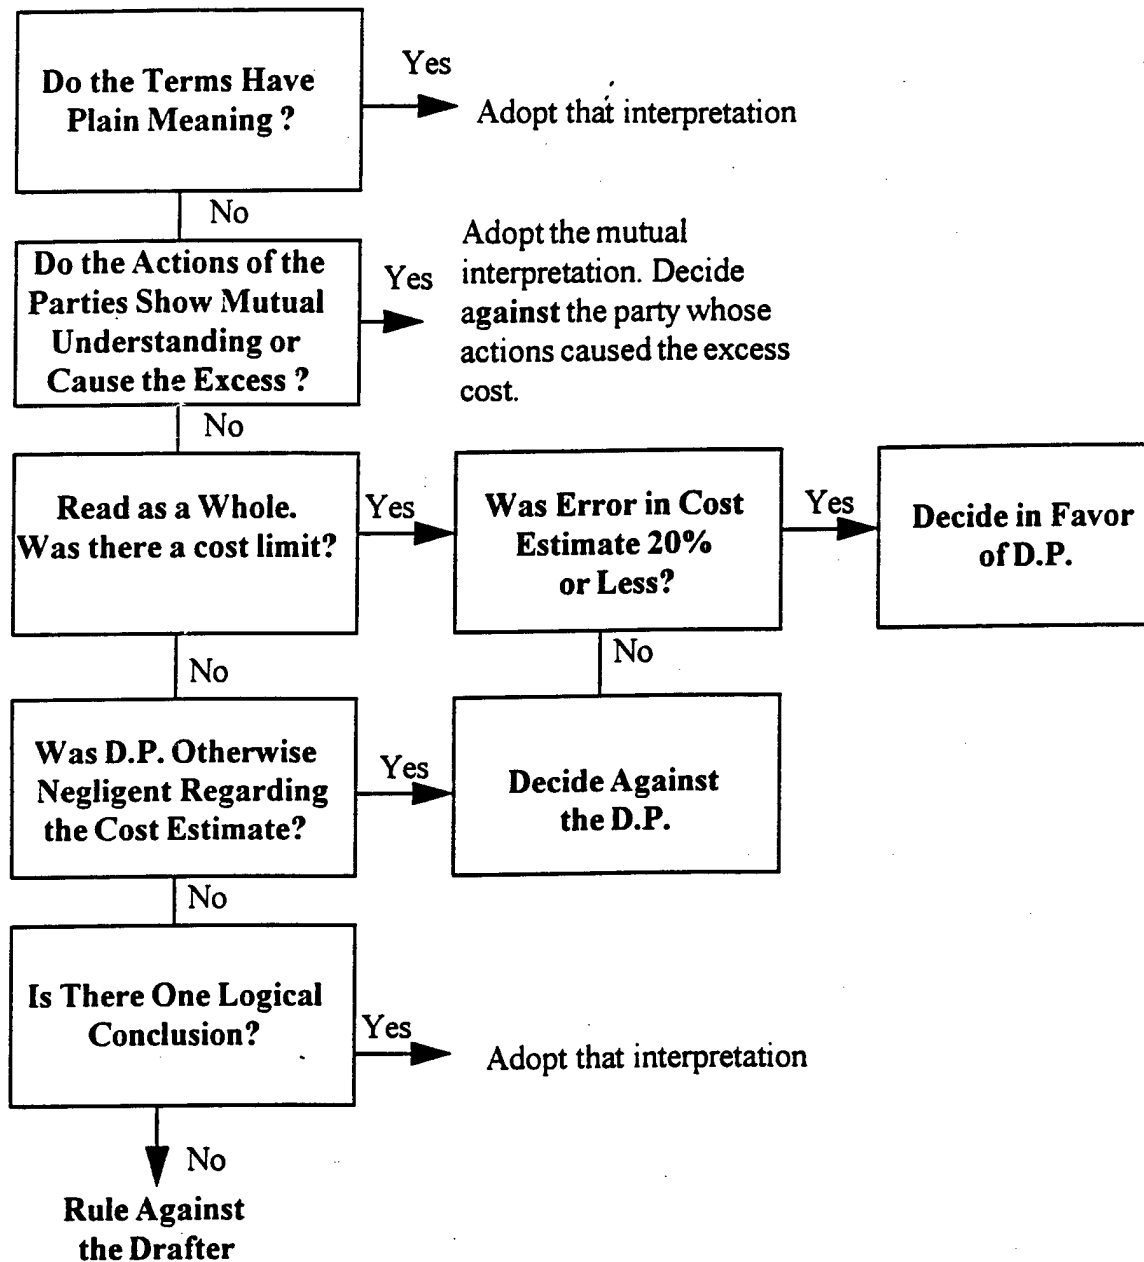 Do the Terms Have
Plain Meaning ?
Yes
Adopt that interpretation
No
Do the Actions of the
Parties Show Mutual
Understanding or
Cause the Excess ?
Yes
Adopt the mutual
interpretation. Decide
against the party whose
actions caused the excess
cost.
No
Read as a Whole.
Was there a cost limit?
Yes
Was Error in Cost
Estimate 20%
or Less?
Yes
Decide in Favor
of D.P.
No
No
Was D.P. Otherwise
Negligent Regarding
the Cost Estimate?
Yes
Decide Against
the D.P.
No
Is There One Logical
Conclusion?
Yes
Adopt that interpretation
No
Rule Against
the Drafter